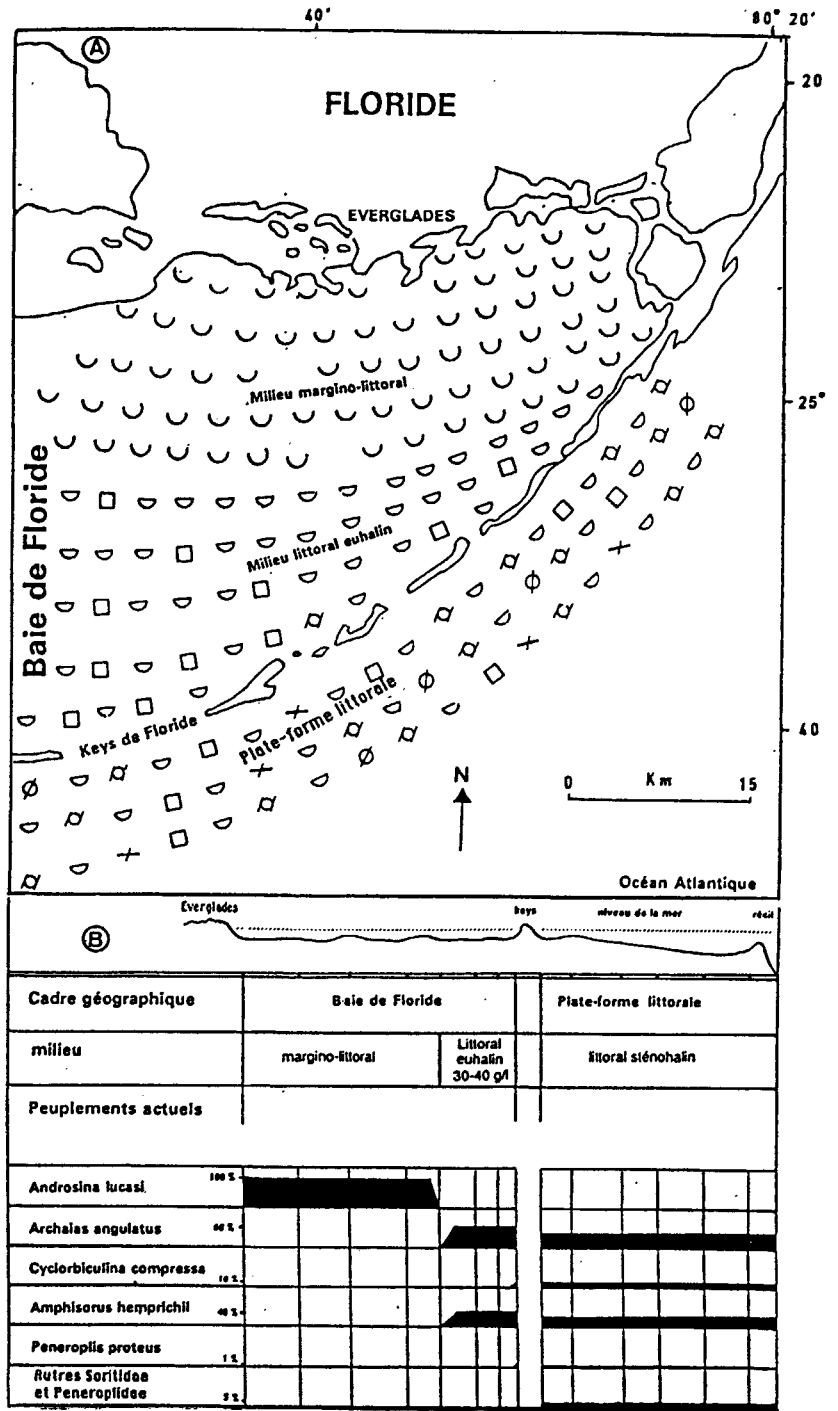 40'
80° 20'
A
20
FLORIDE
EVERGLADES
Milieu margino-littoral
25°
Baie de Floride
Milieu littoral euhalin
Keys de Floride
Plate-forme littorale
40
N
0 Km 15
Océan Atlantique
B
Everglades
keys
niveau de la mer
récif
Cadre géographique
Baie de Floride
Plate-forme littorale
milieu
margino-littoral
Littoral
euhalin
30-40 g/l
littoral sténohalin
Peuplements actuels
Androsina lucasi
100 %
Archaias angulatus
60 %
Cyclorbiculina compressa
10 %
Amphisorus hemprichii
40 %
Peneroplis proteus
1 %
Autres Soritidae
et Peneroplidae
5 %